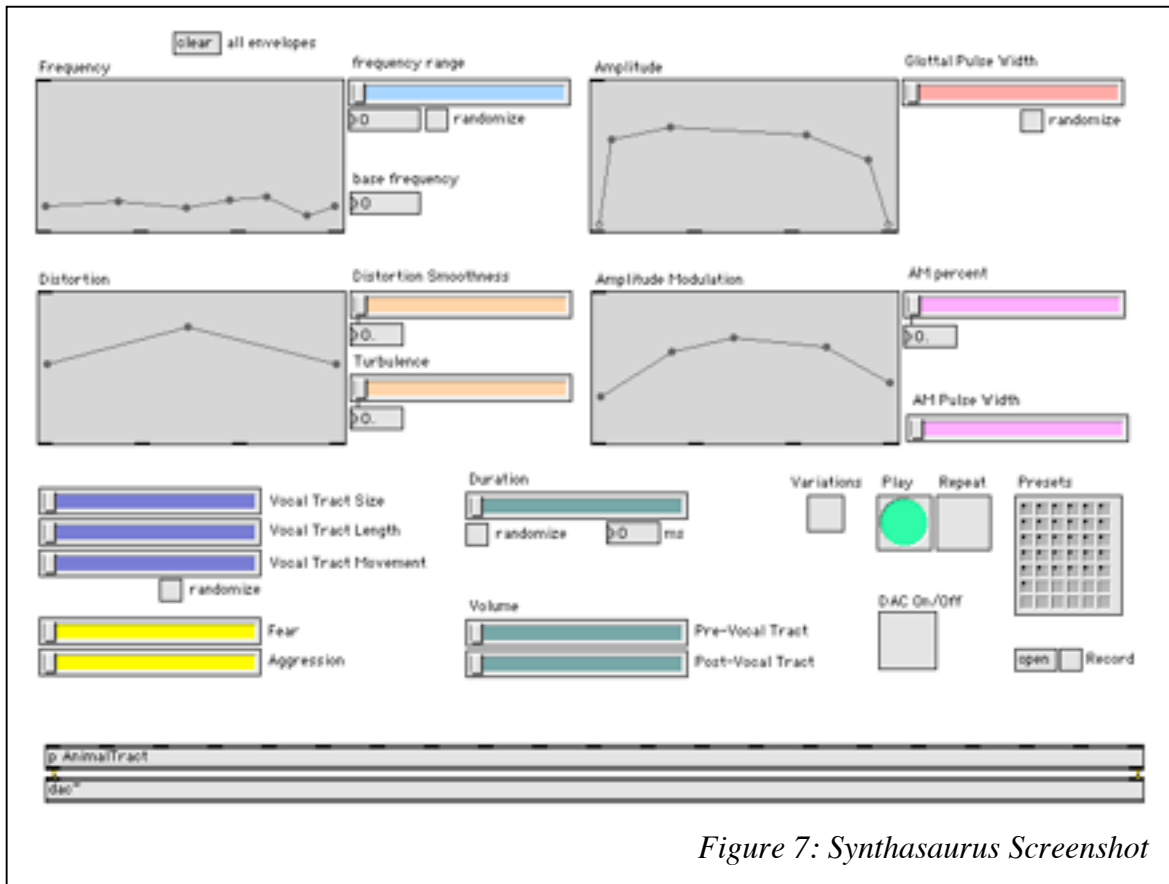 clear all envelopes
Frequency
frequency range
0
randomize
base frequency
0
Amplitude
Glottal Pulse Width
randomize
Distortion
Distortion Smoothness
0.
Turbulence
0.
Amplitude Modulation
AM percent
0.
AM Pulse Width
Vocal Tract Size
Vocal Tract Length
Vocal Tract Movement
randomize
Fear
Aggression
Duration
randomize
0 ms
Volume
Pre-Vocal Tract
Post-Vocal Tract
Variations
Play
Repeat
Presets
DAC On/Off
open
Record
p AnimalTract
dac~
Figure 7: Synthasaurus Screenshot